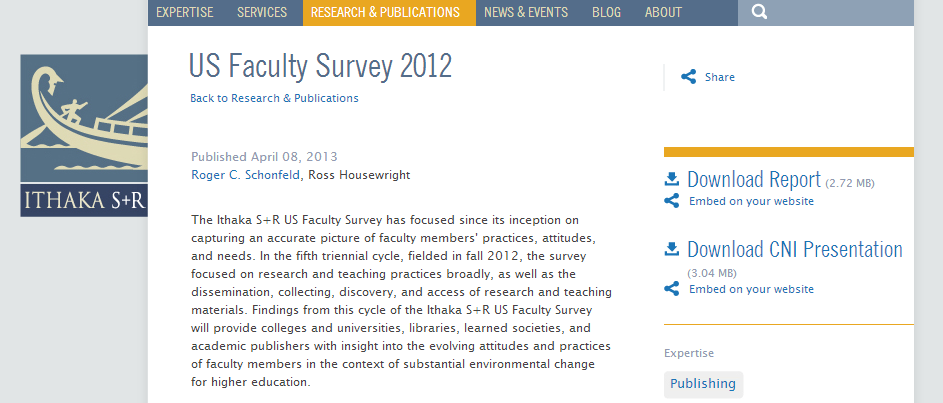 EXPERTISE SERVICES RESEARCH & PUBLICATIONS NEWS & EVENTS BLOG ABOUT
ITHAKA S+R
US Faculty Survey 2012
Back to Research & Publications
Published April 08, 2013
Roger C. Schonfeld, Ross Housewright
The Ithaka S+R US Faculty Survey has focused since its inception on
capturing an accurate picture of faculty members' practices, attitudes,
and needs. In the fifth triennial cycle, fielded in fall 2012, the survey
focused on research and teaching practices broadly, as well as the
dissemination, collecting, discovery, and access of research and teaching
materials. Findings from this cycle of the Ithaka S+R US Faculty Survey
will provide colleges and universities, libraries, learned societies, and
academic publishers with insight into the evolving attitudes and practices
of faculty members in the context of substantial environmental change
for higher education.
Share
Download Report (2.72 MB)
Embed on your website
Download CNI Presentation
(3.04 MB)
Embed on your website
Expertise
Publishing